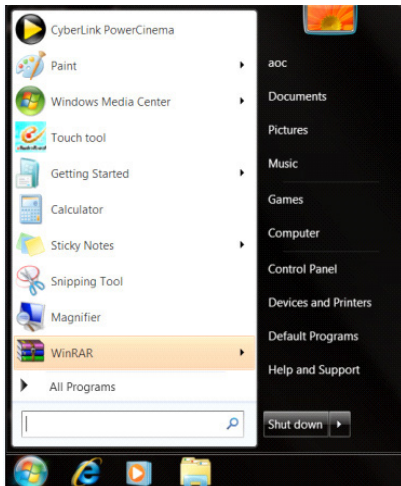 CyberLink PowerCinema
Paint
Windows Media Center
Touch tool
Getting Started
Calculator
Sticky Notes
Snipping Tool
Magnifier
WinRAR
All Programs
aoc
Documents
Pictures
Music
Games
Computer
Control Panel
Devices and Printers
Default Programs
Help and Support
Shut down